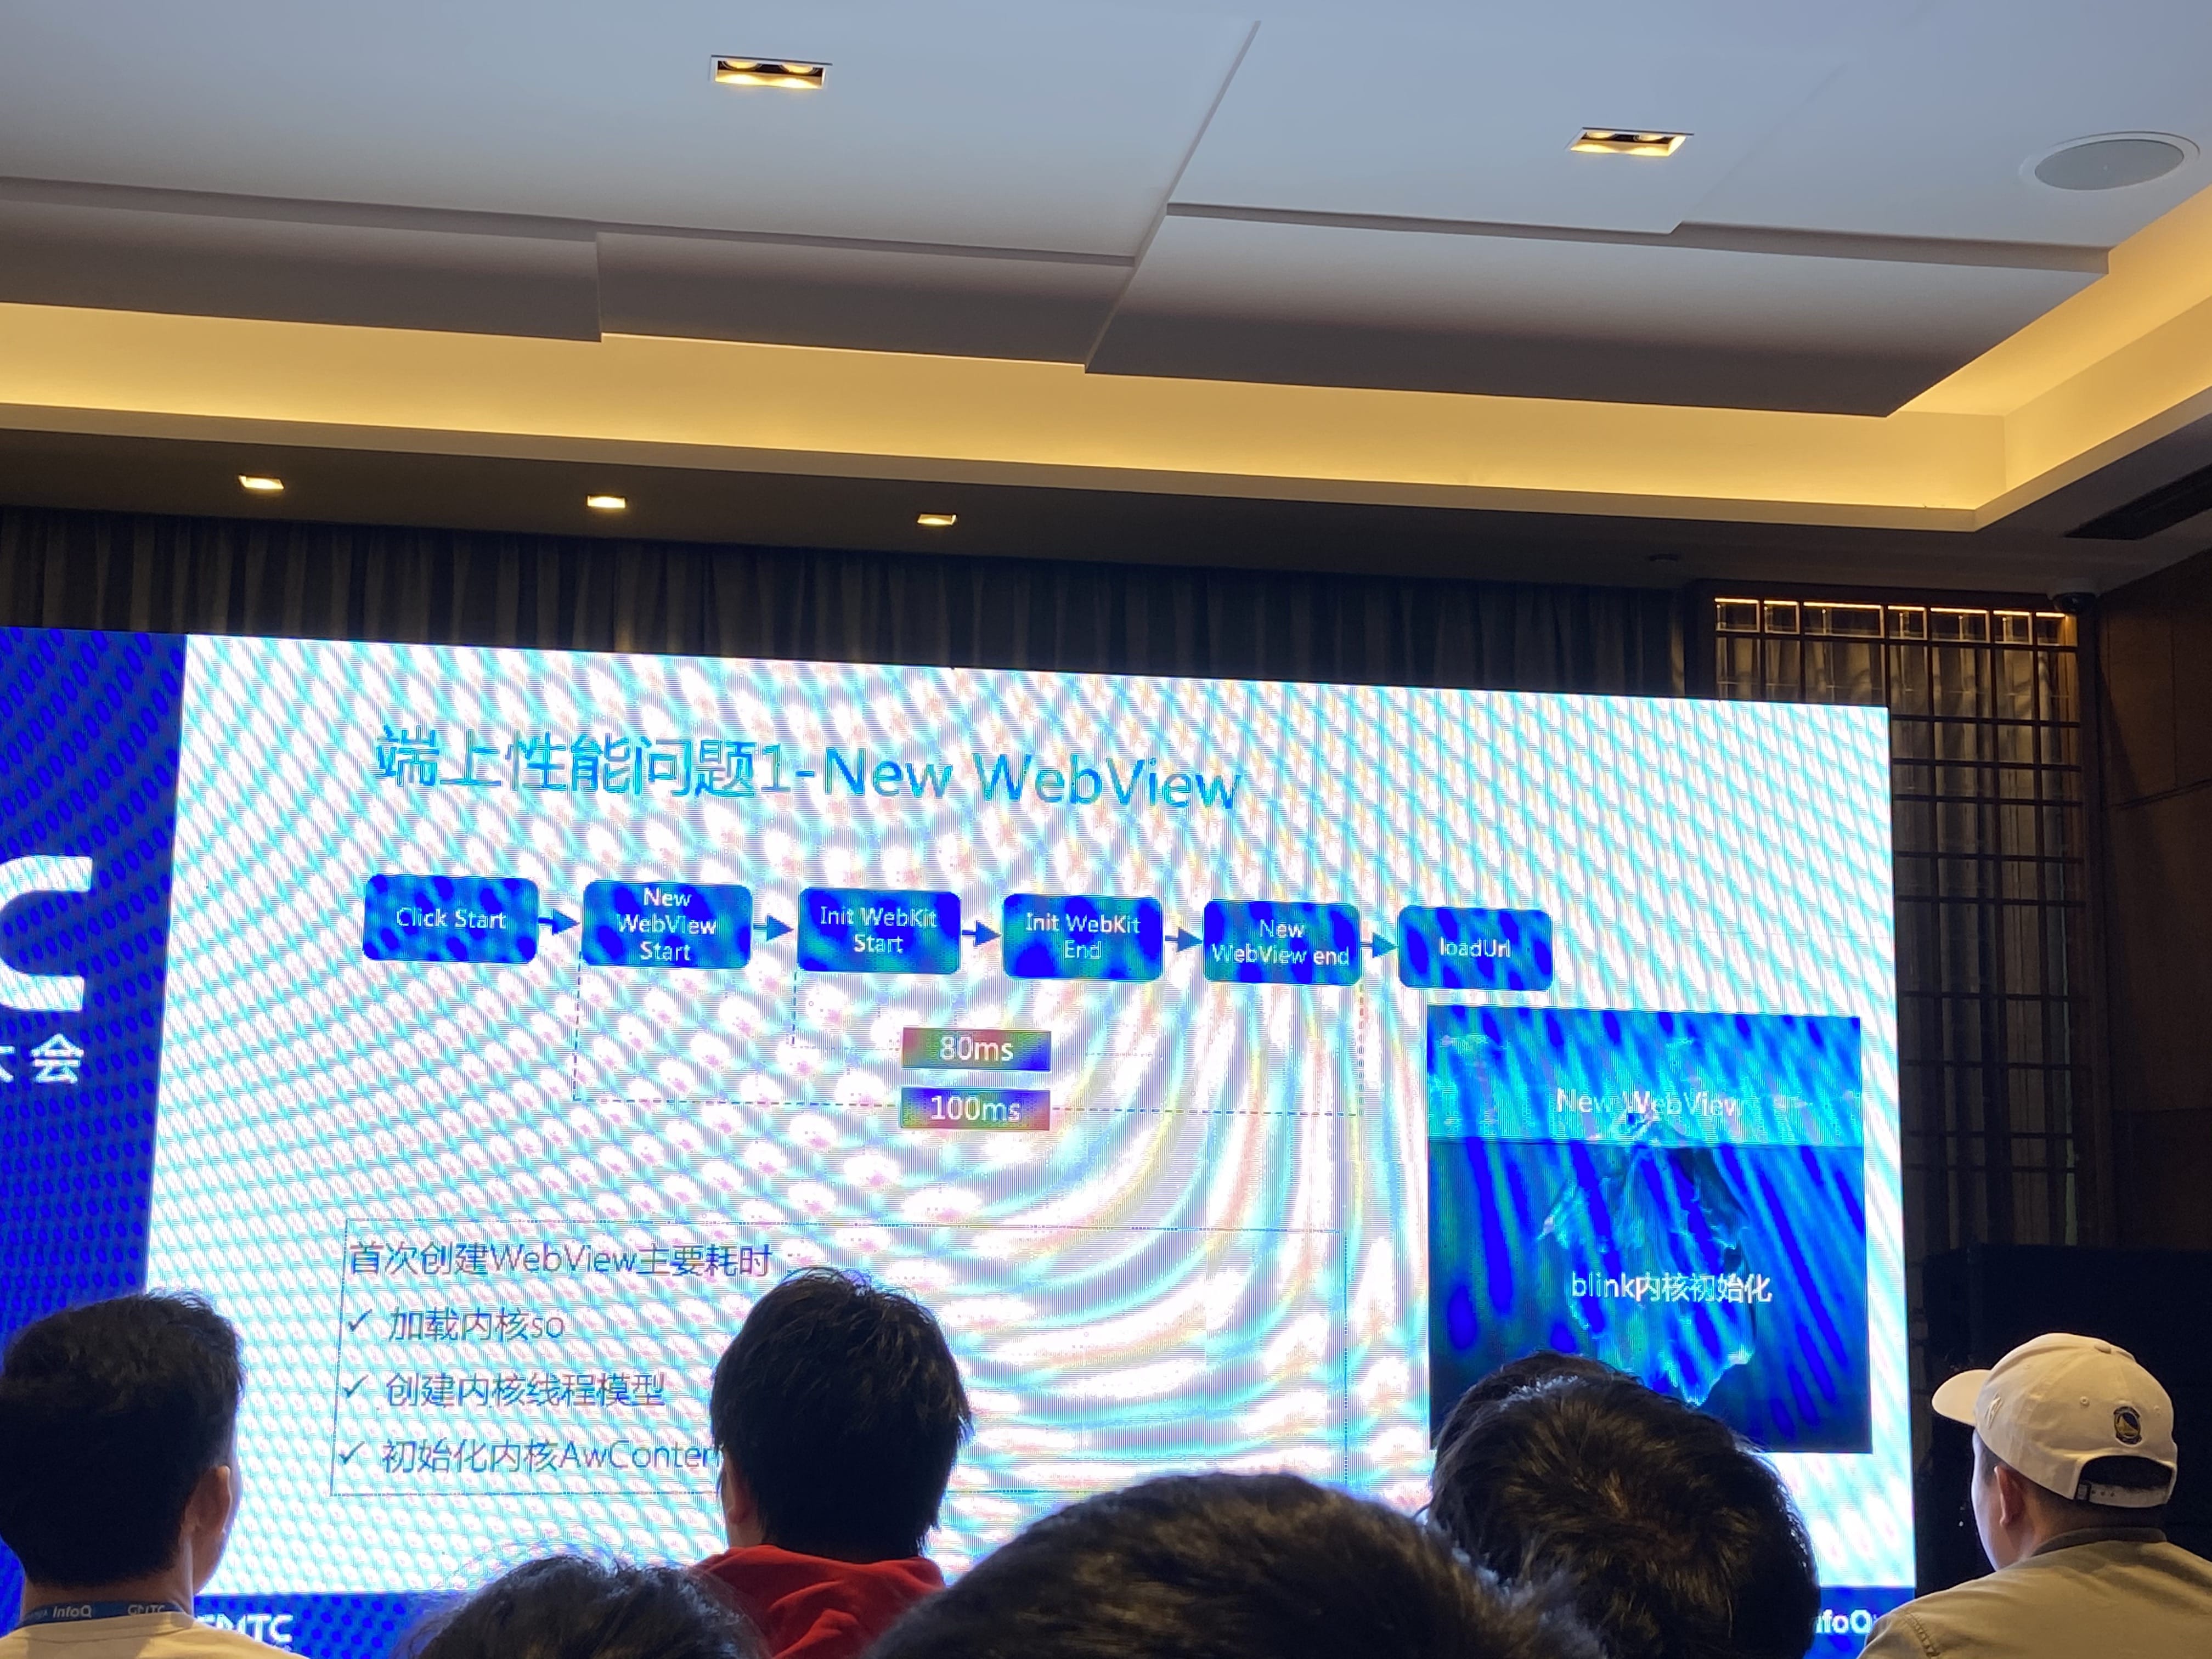 端上性能问题1-New WebView
Click Start
New
WebView
Start
Init WebKit
Start
Init WebKit
End
New
WebView end
loadUrl
80ms
100ms
New WebView
blink内核初始化
首次创建WebView主要耗时
✓ 加载内核so
✓ 创建内核线程模型
✓ 初始化内核AwConten
C
会
InfoQ
GMTC
GMTC
InfoQ